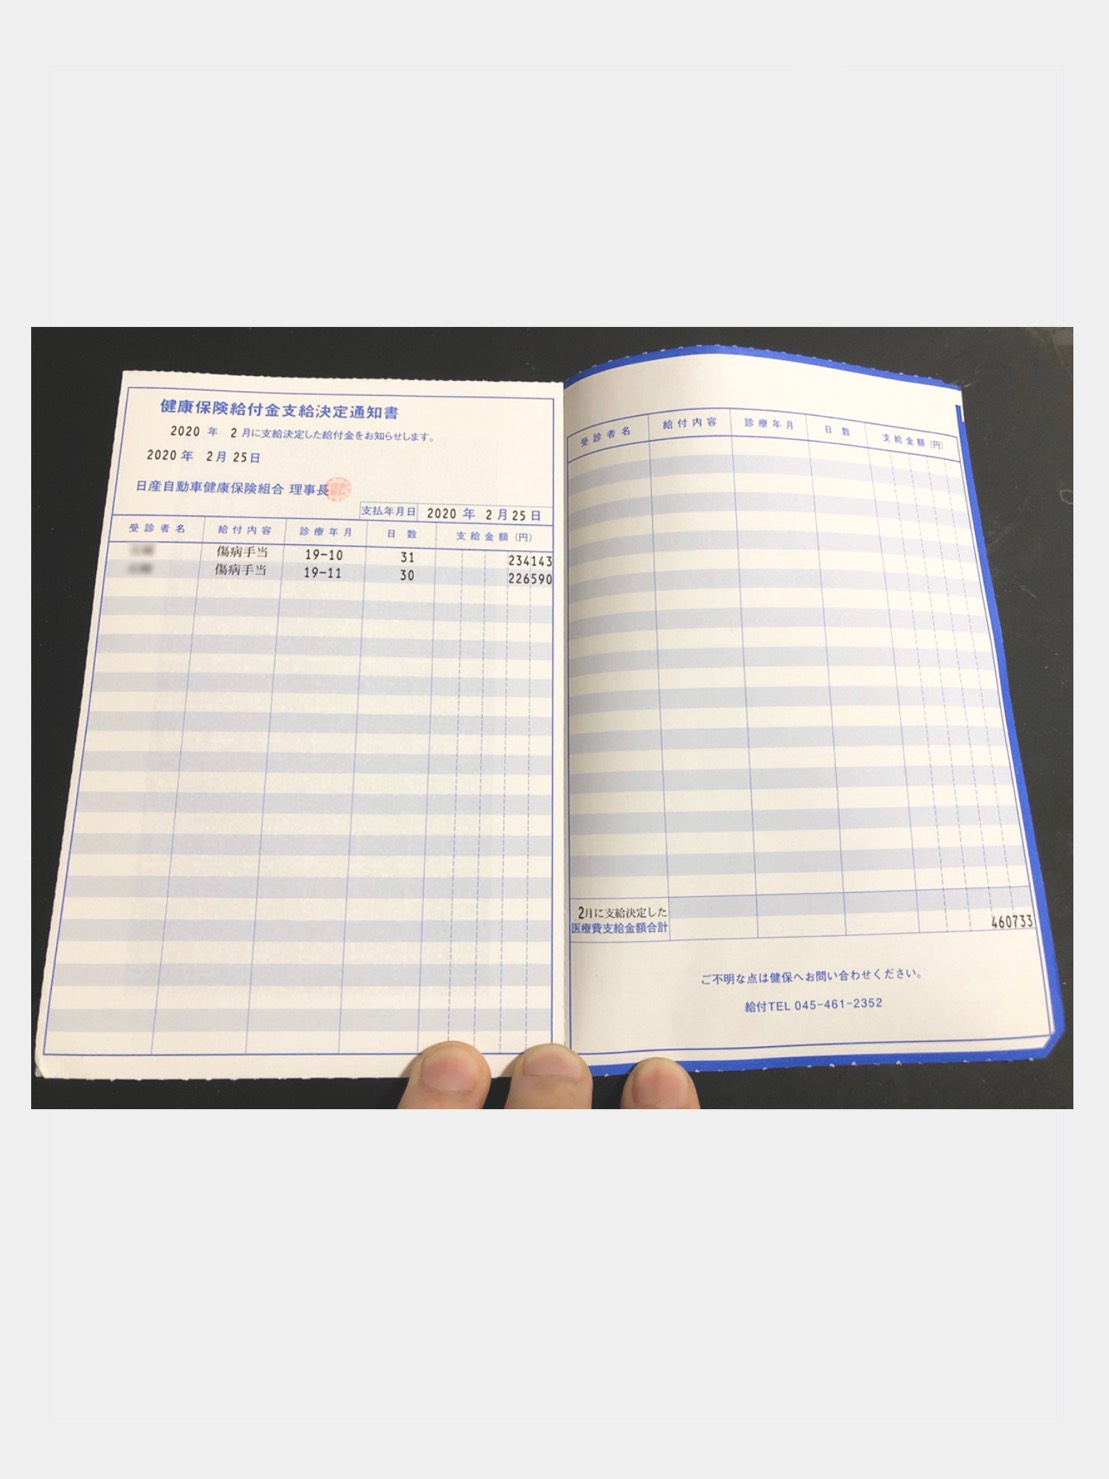 健康保険給付金支給決定通知書
2020 年 2 月に支給決定した給付金をお知らせします。
2020 年 2 月 25 日
日産自動車健康保険組合 理事長
支払年月日 2020 年 2 月 25 日
受診者名 給付内容 診療年月 日数 支給金額(円)
傷病手当 19-10 31 234143
傷病手当 19-11 30 226590
受診者名 給付内容 診療年月 日数 支給金額(円)
2月に支給決定した
医療費支給金額合計 460733
ご不明な点は健保へお問い合わせください。
給付TEL 045-461-2352